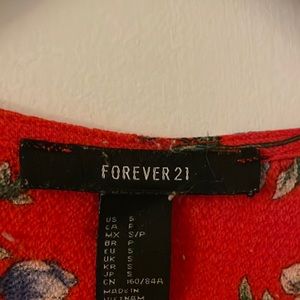 FOREVER 21
US S
CA P
MX S/P
BR P
EU S
UK S
KR S
JP S
CN 160/84A
MADE IN
VIETNAM